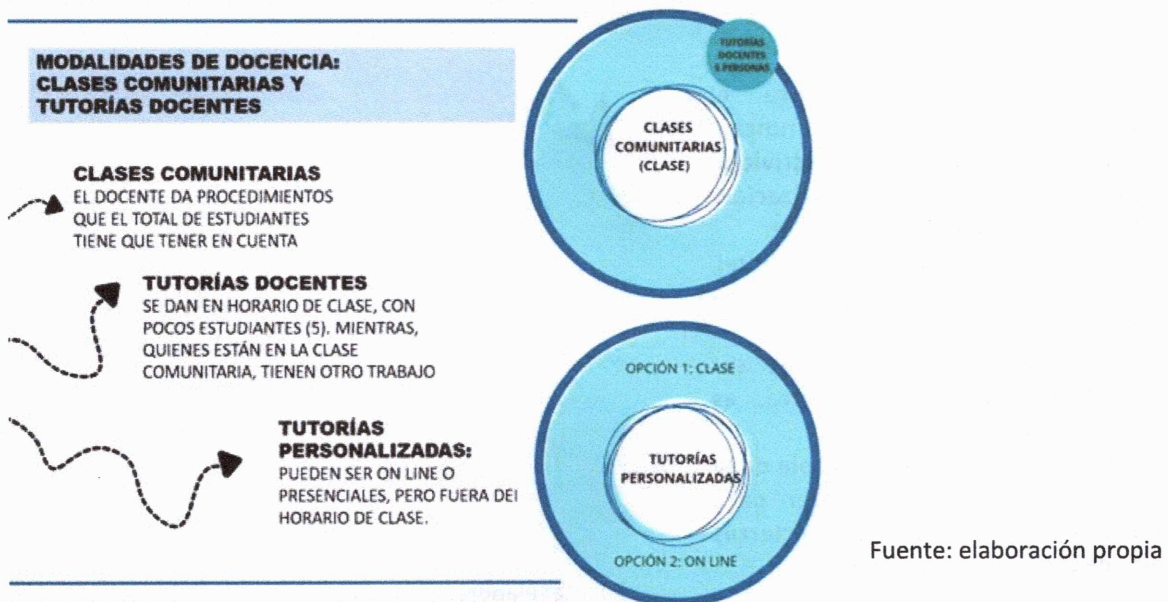 MODALIDADES DE DOCENCIA:
CLASES COMUNITARIAS Y
TUTORÍAS DOCENTES
CLASES COMUNITARIAS
EL DOCENTE DA PROCEDIMIENTOS
QUE EL TOTAL DE ESTUDIANTES
TIENE QUE TENER EN CUENTA
TUTORÍAS DOCENTES
SE DAN EN HORARIO DE CLASE, CON
POCOS ESTUDIANTES (5). MIENTRAS,
QUIENES ESTÁN EN LA CLASE
COMUNITARIA, TIENEN OTRO TRABAJO
TUTORÍAS
PERSONALIZADAS:
PUEDEN SER ON LINE O
PRESENCIALES, PERO FUERA DEL
HORARIO DE CLASE.
TUTORÍAS
DOCENTES
5 PERSONAS
CLASES
COMUNITARIAS
(CLASE)
OPCIÓN 1: CLASE
TUTORÍAS
PERSONALIZADAS
OPCIÓN 2: ON LINE
Fuente: elaboración propia